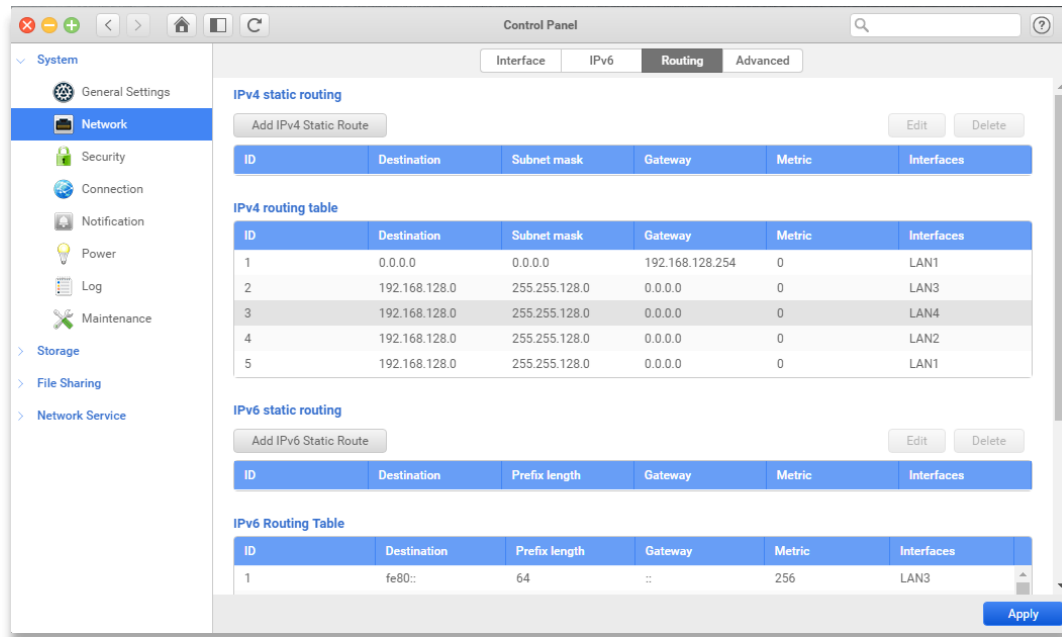 Control Panel
System
General Settings
Network
Security
Connection
Notification
Power
Log
Maintenance
Storage
File Sharing
Network Service
Interface IPv6 Routing Advanced
IPv4 static routing
Add IPv4 Static Route Edit Delete
ID Destination Subnet mask Gateway Metric Interfaces
IPv4 routing table
ID Destination Subnet mask Gateway Metric Interfaces
1 0.0.0.0 0.0.0.0 192.168.128.254 0 LAN1
2 192.168.128.0 255.255.128.0 0.0.0.0 0 LAN3
3 192.168.128.0 255.255.128.0 0.0.0.0 0 LAN4
4 192.168.128.0 255.255.128.0 0.0.0.0 0 LAN2
5 192.168.128.0 255.255.128.0 0.0.0.0 0 LAN1
IPv6 static routing
Add IPv6 Static Route Edit Delete
ID Destination Prefix length Gateway Metric Interfaces
IPv6 Routing Table
ID Destination Prefix length Gateway Metric Interfaces
1 fe80:: 64 :: 256 LAN3
Apply